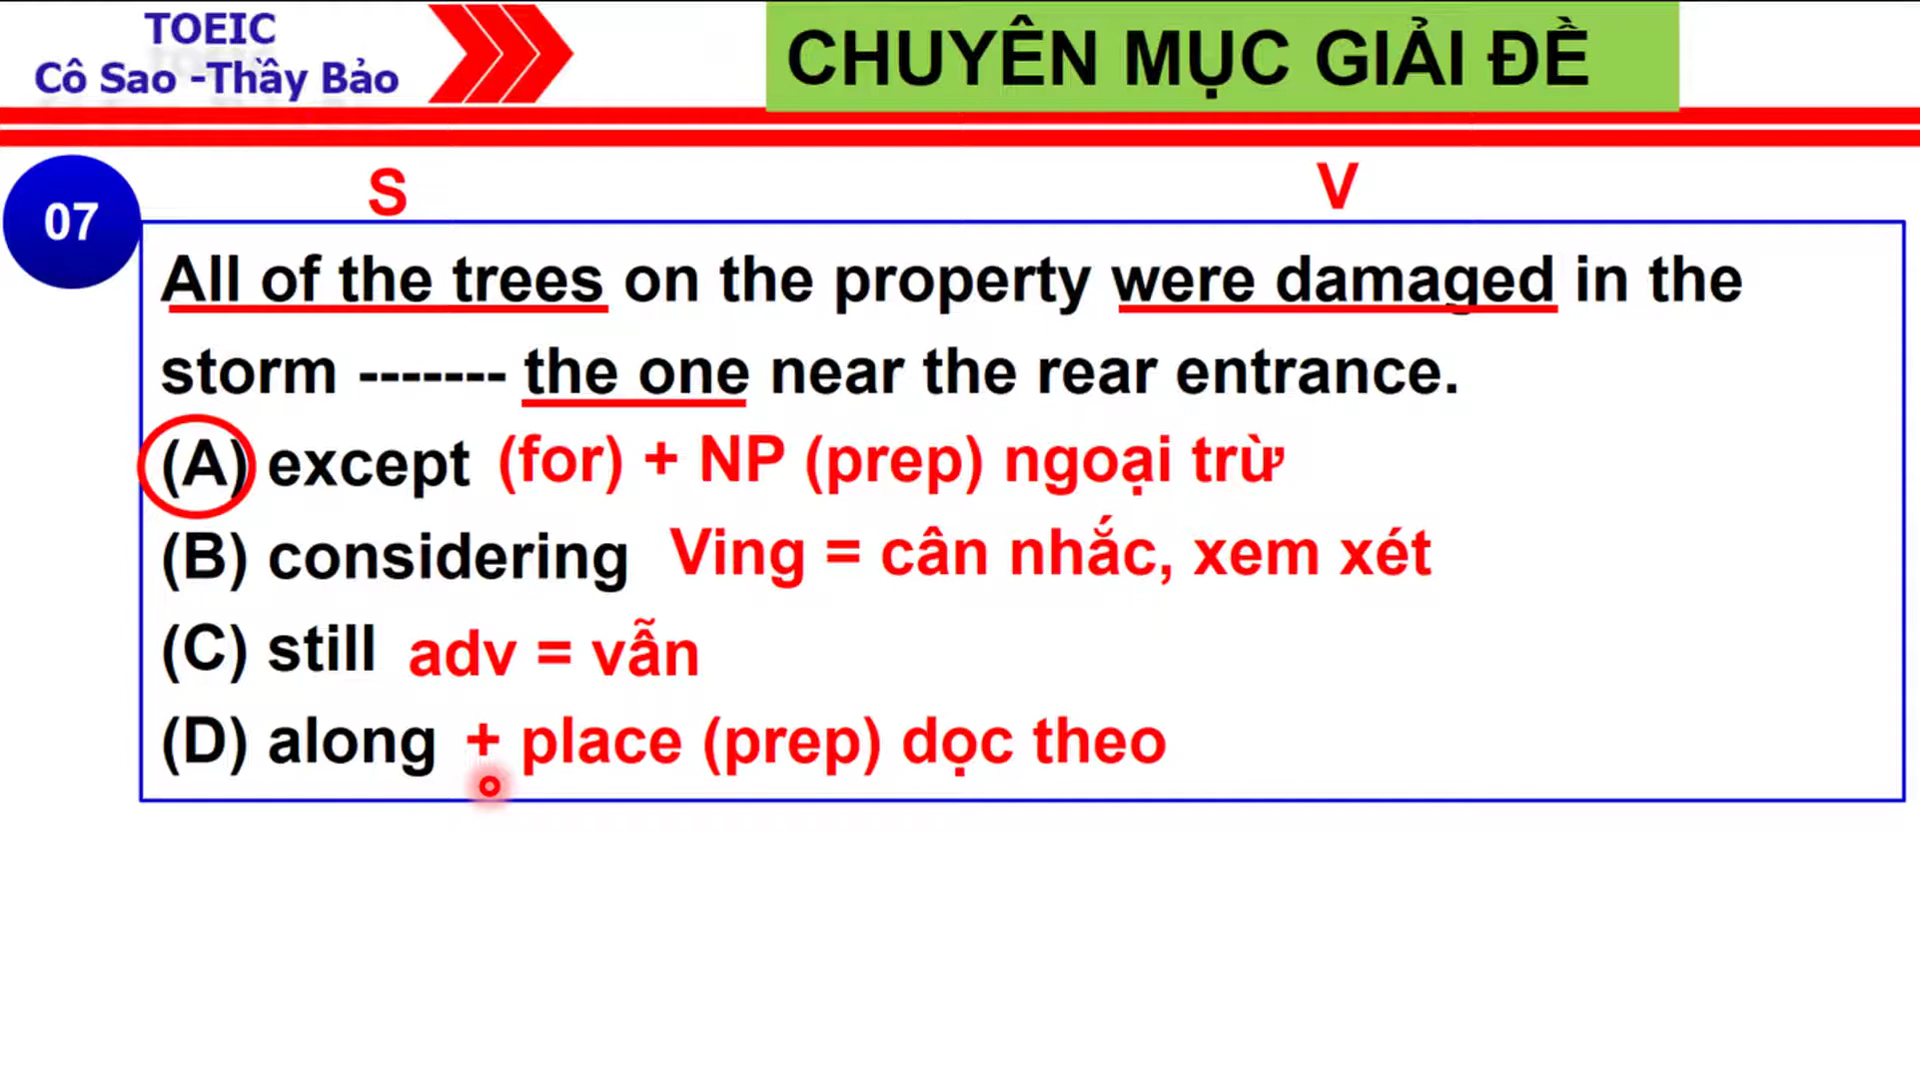 TOEIC
Cô Sao -Thầy Bảo
CHUYÊN MỤC GIẢI ĐỀ
S
V
07
All of the trees on the property were damaged in the
storm ------- the one near the rear entrance.
(A) except (for) + NP (prep) ngoại trừ
(B) considering Ving = cân nhắc, xem xét
(C) still adv = vẫn
(D) along + place (prep) dọc theo